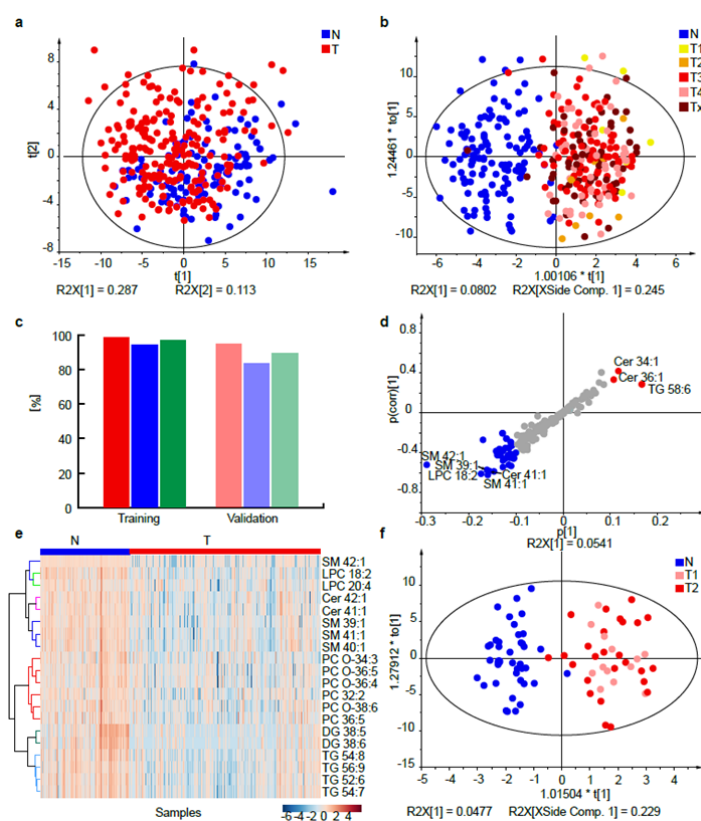 a
N
T
8
4
0
-4
-8
t[2]
-15 -10 -5 0 5 10 15
t[1]
R2X[1] = 0.287 R2X[2] = 0.113
b
N
T1
T2
T3
T4
Tx
10
5
0
-5
-10
1.24461 * to[1]
-6 -4 -2 0 2 4 6
1.00106 * t[1]
R2X[1] = 0.0802 R2X[XSide Comp. 1] = 0.245
c
100
80
60
40
20
0
[%]
Training Validation
d
0.8
0.4
0
-0.4
-0.8
p(corr)[1]
Cer 34:1
Cer 36:1
TG 58:6
SM 42:1
SM 39:1
Cer 41:1
LPC 18:2
SM 41:1
-0.3 -0.2 -0.1 0 0.1 0.2
p[1]
R2X[1] = 0.0541
e
N T
SM 42:1
LPC 18:2
LPC 20:4
Cer 42:1
Cer 41:1
SM 39:1
SM 41:1
SM 40:1
PC O-34:3
PC O-36:5
PC O-36:4
PC 32:2
PC O-38:6
PC 36:5
DG 38:5
DG 38:6
TG 54:8
TG 56:9
TG 52:6
TG 54:7
Samples
-6 -4 -2 0 2 4
f
N
T1
T2
15
10
5
0
-5
-10
-15
1.27912 * to[1]
-5 -4 -3 -2 -1 0 1 2 3 4 5
1.01504 * t[1]
R2X[1] = 0.0477 R2X[XSide Comp. 1] = 0.229